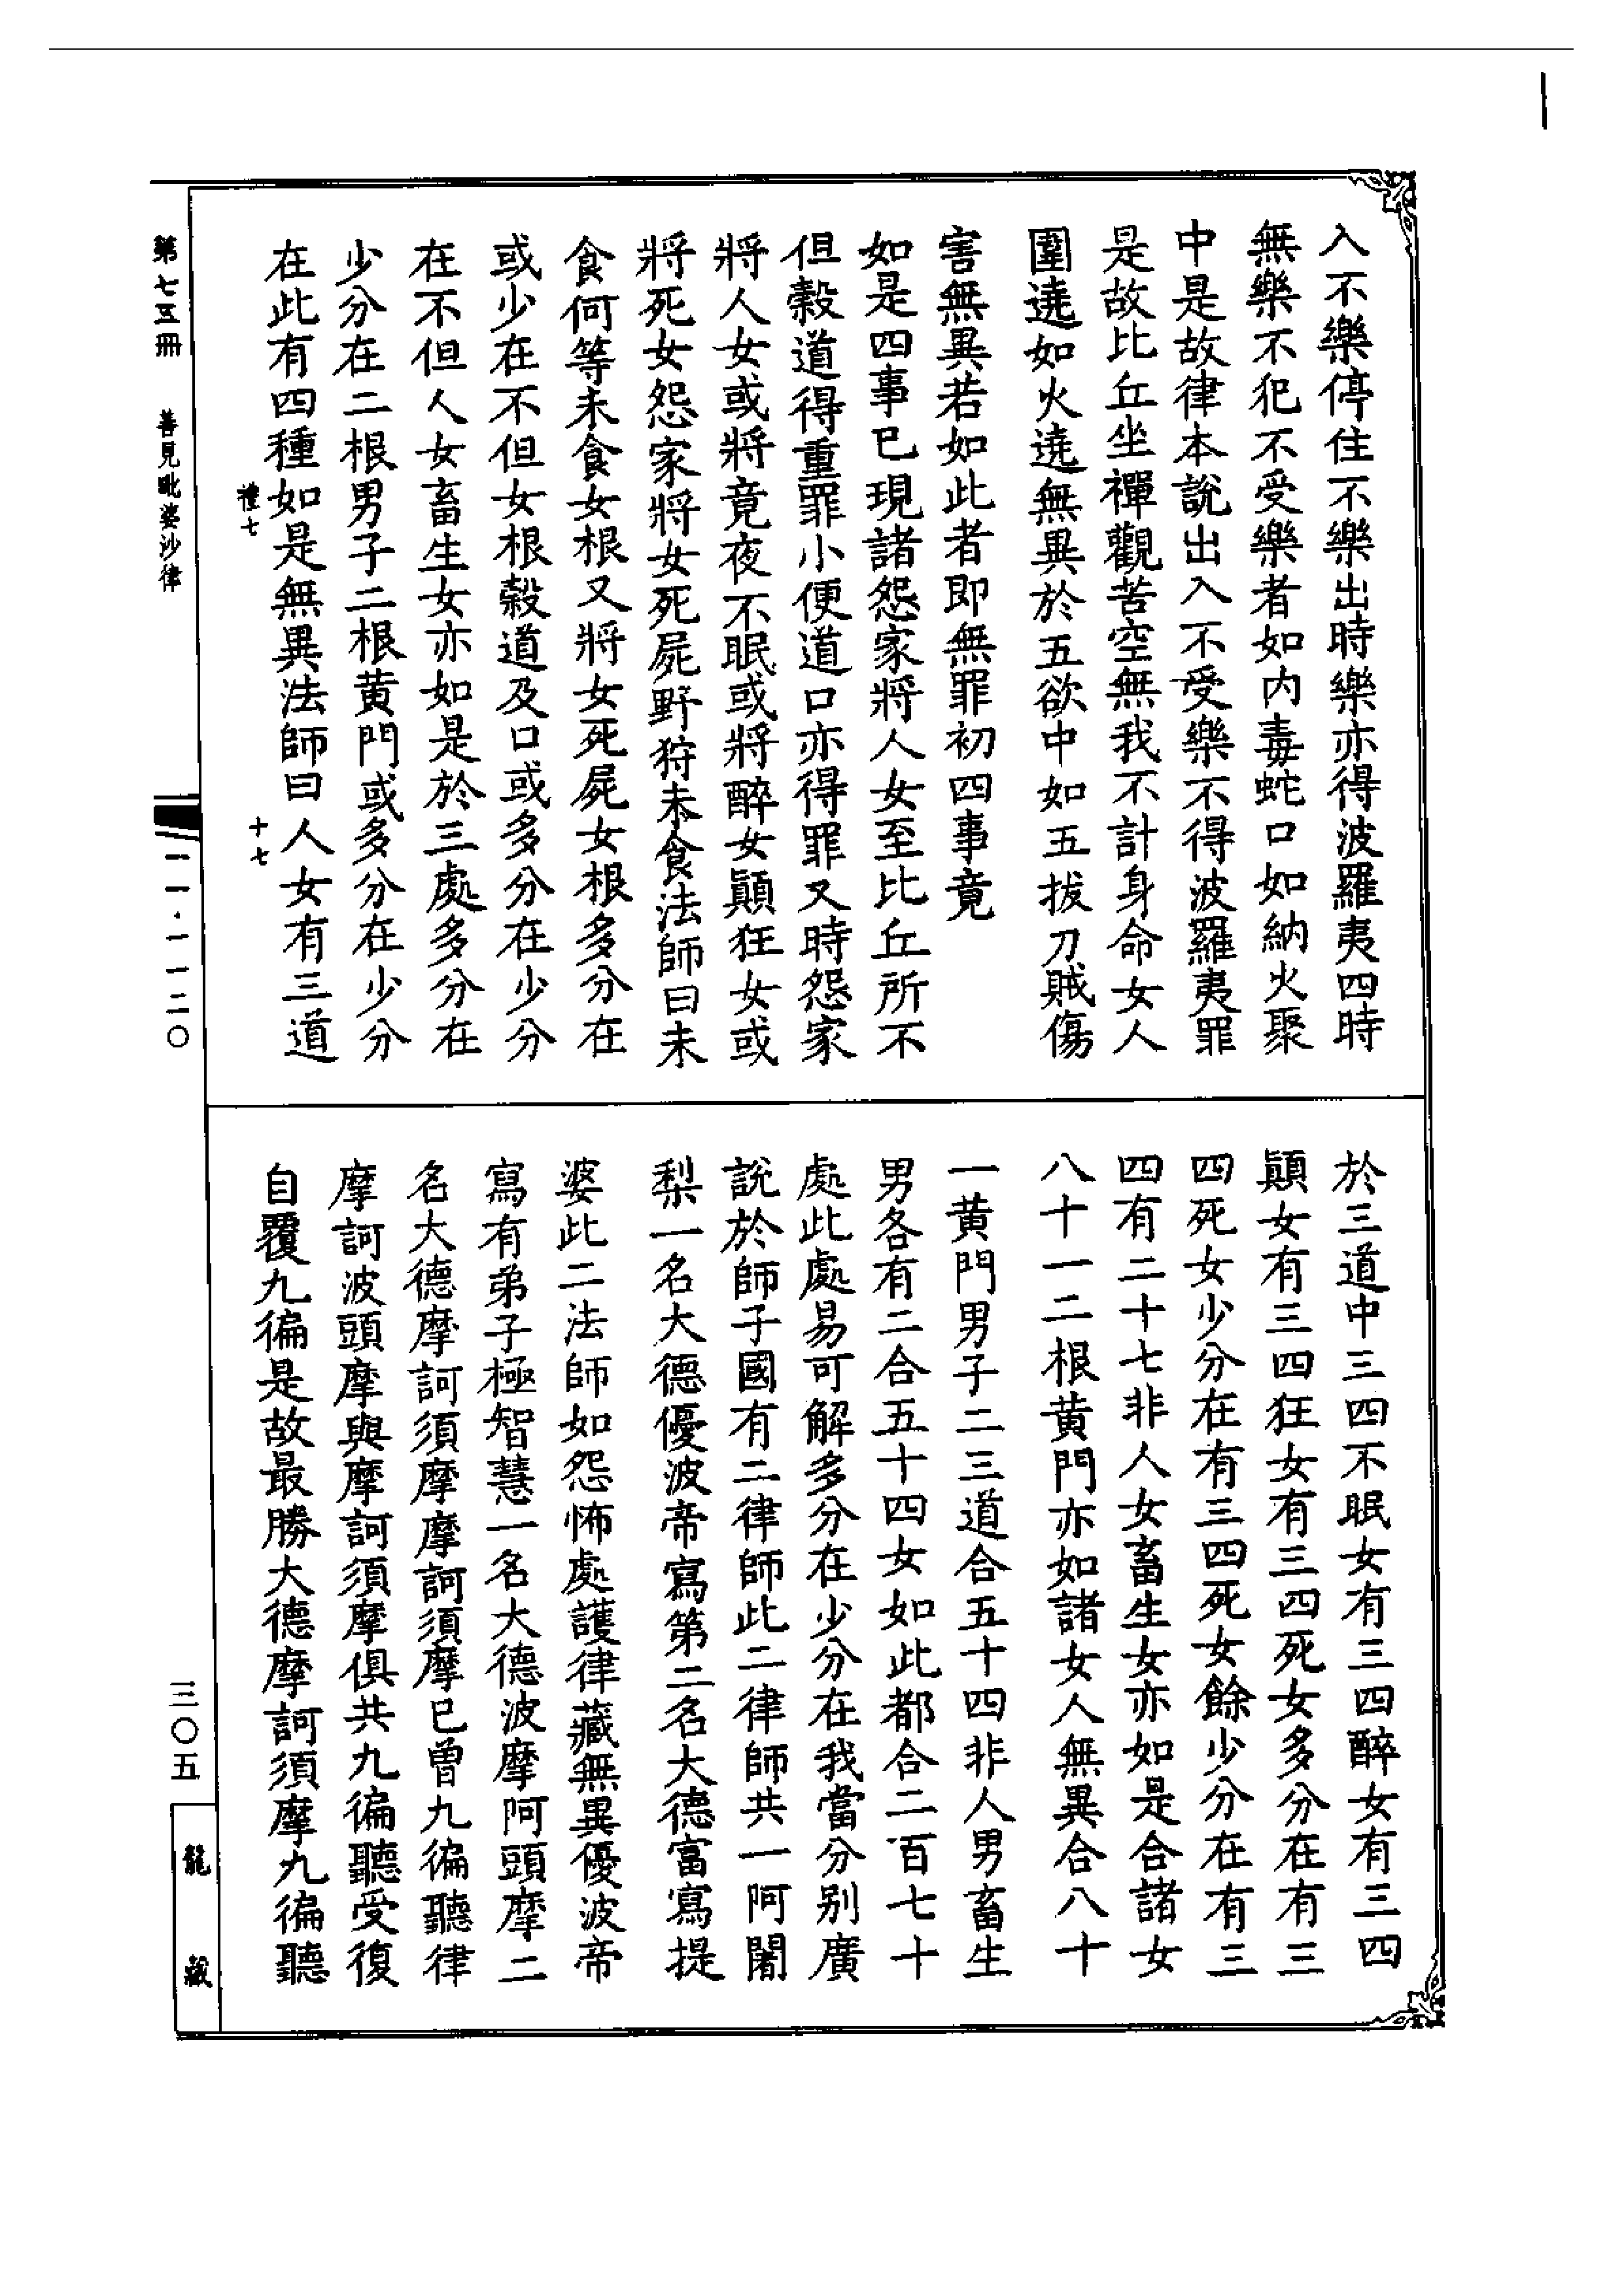 入不樂停住不樂出時樂亦得波羅夷四時
無樂不犯不受樂者如内毒蛇口如納火聚
中是故律本說出入不受樂不得波羅夷罪
是故比丘坐禪觀苦空無我不計身命女人
圍遶如火遶無異於五欲中如五拔刀賊傷
害無異若如此者即無罪初四事竟
如是四事已現諸怨家將人女至比丘所不
但穀道得重罪小便道口亦得罪又時怨家
將人女或將竟夜不眠或將醉女顛狂女或
將死女怨家將女死屍野狩未食法師曰未
食何等未食女根又將女死屍女根多分在
或少在不但女根穀道及口或多分在少分
在不但人女畜生女亦如是於三處多分在
少分在二根男子二根黄門或多分在少分
在此有四種如是無異法師曰人女有三道
禮七
十七
於三道中三四不眠女有三四醉女有三四
顛女有三四狂女有三四死女多分在有三
四死女少分在有三四死女餘少分在有三
四有二十七非人女畜生女亦如是合諸女
八十一二根黄門亦如諸女人無異合八十
一黄門男子二三道合五十四非人男畜生
男各有二合五十四女如此都合二百七十
處此處易可解多分在少分在我當分别廣
說於師子國有二律師此二律師共一阿闍
梨一名大德優波帝寫第二名大德富寫提
婆此二法師如怨怖處護律藏無異優波帝
寫有弟子極智慧一名大德波摩阿頭摩二
名大德摩訶須摩摩訶須摩已曾九徧聽律
摩訶波頭摩與摩訶須摩俱共九徧聽受復
自覆九徧是故最勝大德摩訶須摩九徧聽
第七五冊
善見毗婆沙律
一一·一一二〇
三〇五
龍藏